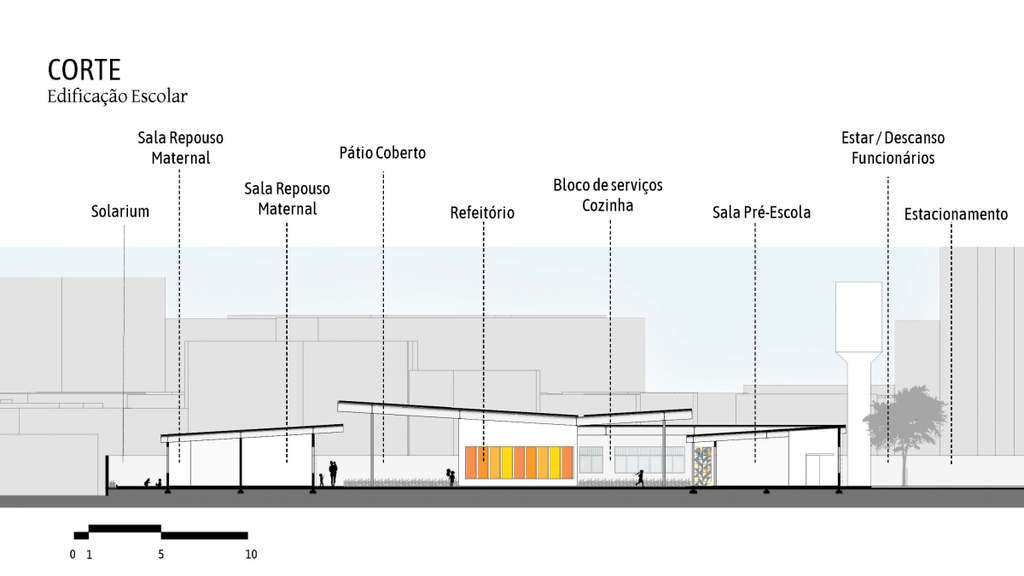 CORTE
Edificação Escolar
Sala Repouso
Maternal
Sala Repouso
Maternal
Pátio Coberto
Estar / Descanso
Funcionários
Solarium
Refeitório
Bloco de serviços
Cozinha
Sala Pré-Escola
Estacionamento
0 1 5 10